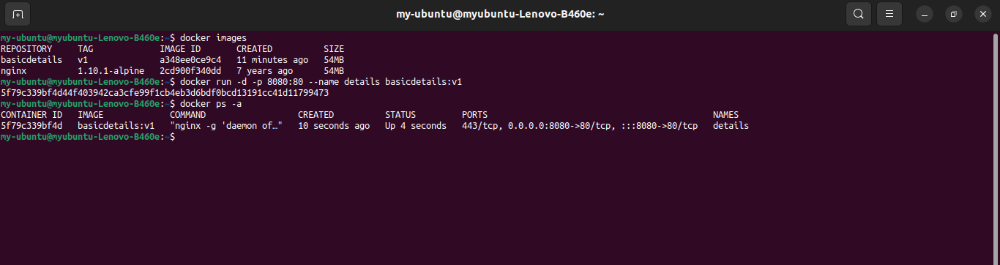 my-ubuntu@myubuntu-Lenovo-B460e: ~
my-ubuntu@myubuntu-Lenovo-B460e:~$ docker images
REPOSITORY     TAG             IMAGE ID       CREATED          SIZE
basicdetails   v1              a348ee0ce9c4   11 minutes ago   54MB
nginx          1.10.1-alpine   2cd900f340dd   7 years ago      54MB
my-ubuntu@myubuntu-Lenovo-B460e:~$ docker run -d -p 8080:80 --name details basicdetails:v1
5f79c339bf4d44f403942ca3cfe99f1cb4eb3d6bdf0bcd13191cc41d11799473
my-ubuntu@myubuntu-Lenovo-B460e:~$ docker ps -a
CONTAINER ID   IMAGE             COMMAND                  CREATED          STATUS         PORTS                                            NAMES
5f79c339bf4d   basicdetails:v1   "nginx -g 'daemon of…"   10 seconds ago   Up 4 seconds   443/tcp, 0.0.0.0:8080->80/tcp, :::8080->80/tcp   details
my-ubuntu@myubuntu-Lenovo-B460e:~$